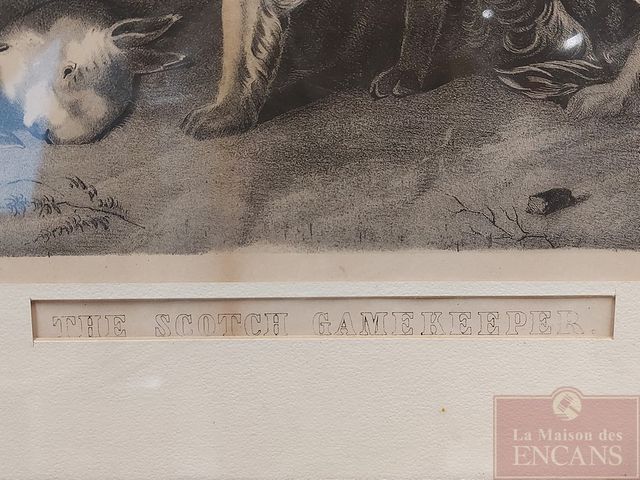 THE SCOTCH GAMEKEEPER.
La Maison des
ENCANS